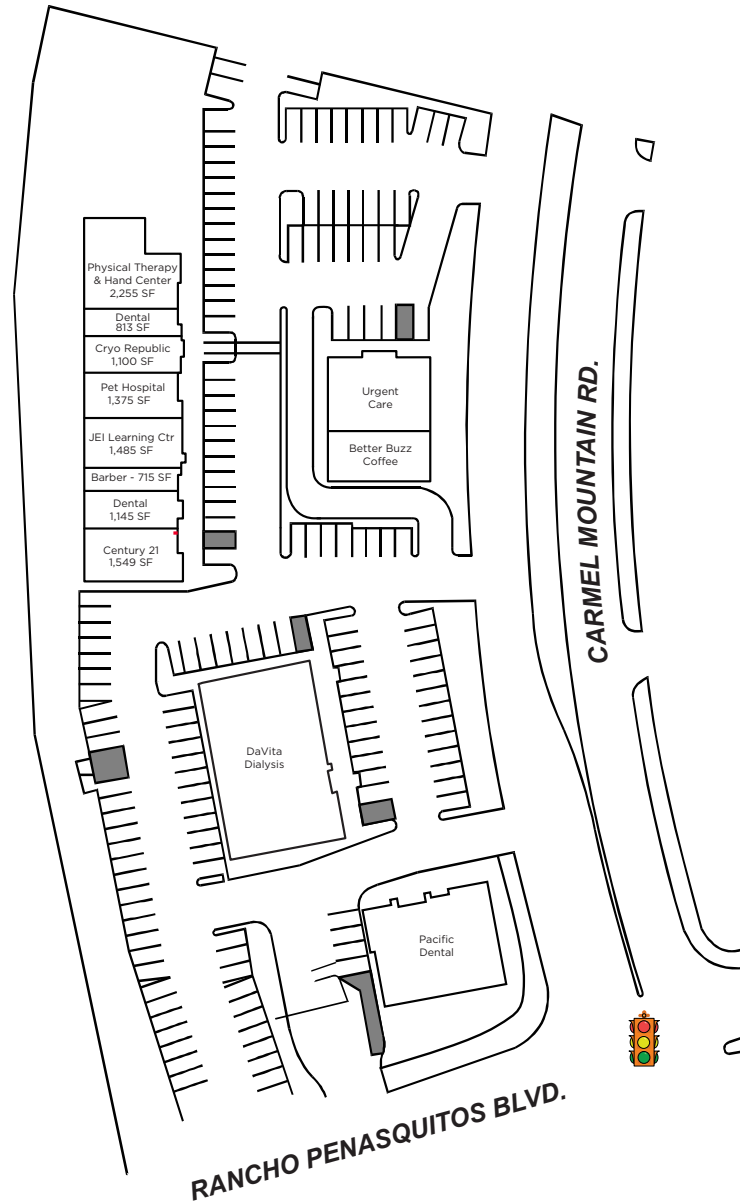 Physical Therapy
& Hand Center
2,255 SF
Dental
813 SF
Cryo Republic
1,100 SF
Pet Hospital
1,375 SF
JEI Learning Ctr
1,485 SF
Barber - 715 SF
Dental
1,145 SF
Century 21
1,549 SF
Urgent
Care
Better Buzz
Coffee
CARMEL MOUNTAIN RD.
DaVita
Dialysis
Pacific
Dental
RANCHO PENASQUITOS BLVD.